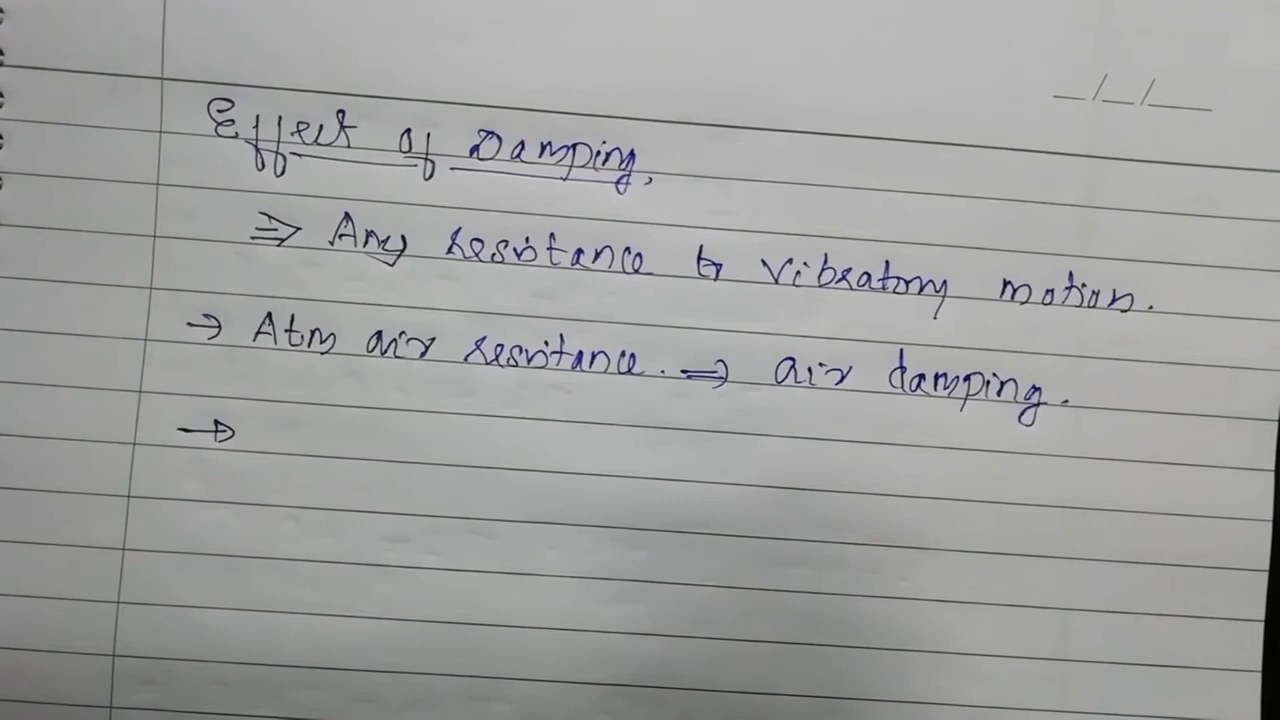 Effect of Damping,
⇒ Any resistance to vibratory motion.
→ Atm air resistance. ⇒ air damping.
→